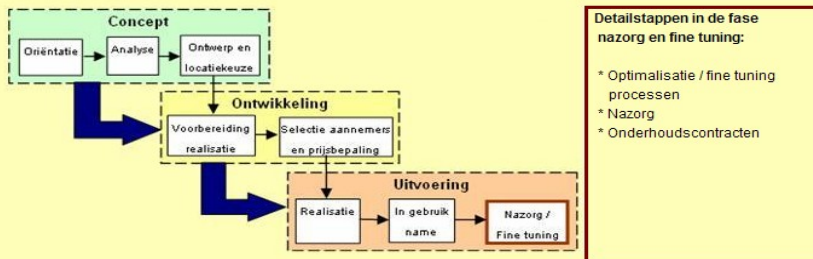 Concept
Oriëntatie
Analyse
Ontwerp en
locatiekeuze
Ontwikkeling
Voorbereiding
realisatie
Selectie aannemers
en prijsbepaling
Uitvoering
Realisatie
In gebruik
name
Nazorg /
Fine tuning
Detailstappen in de fase
nazorg en fine tuning:
* Optimalisatie / fine tuning
processen
* Nazorg
* Onderhoudscontracten